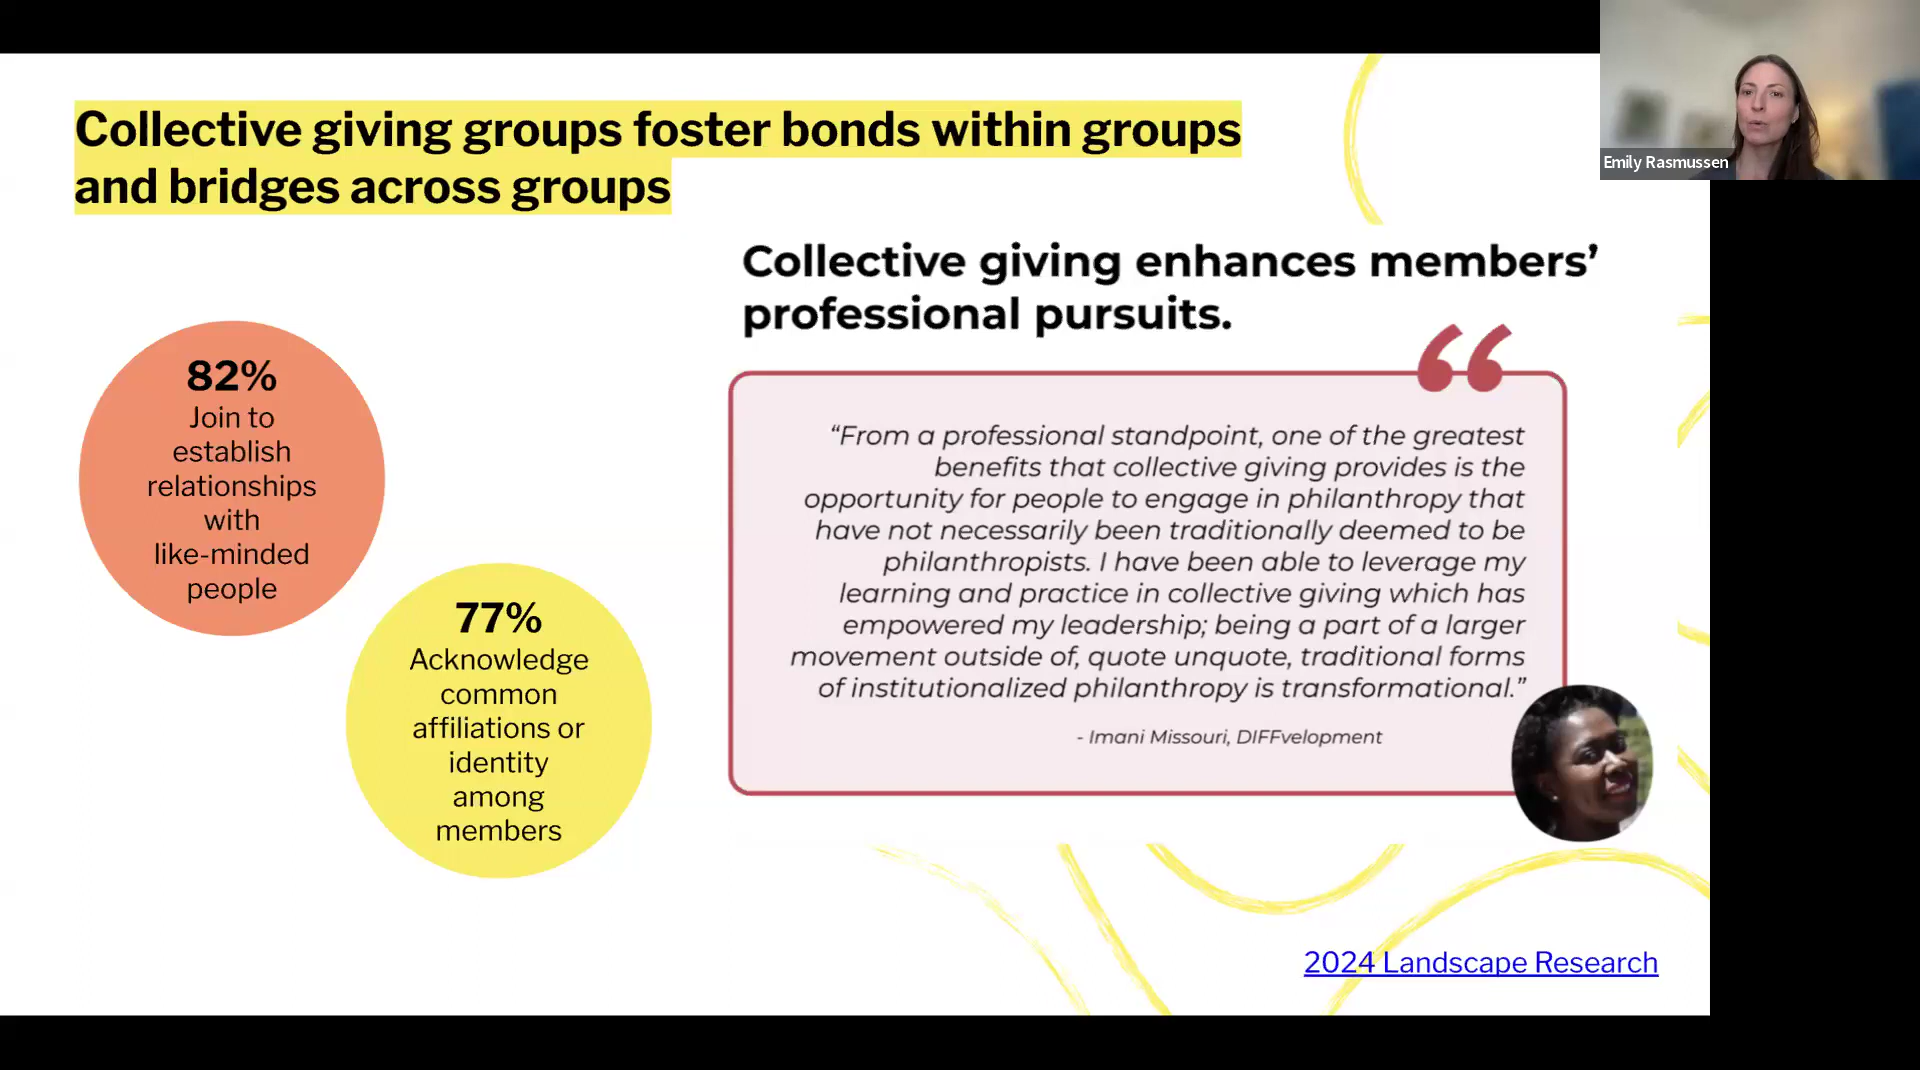 Collective giving groups foster bonds within groups
and bridges across groups
Emily Rasmussen
Collective giving enhances members’
professional pursuits.
82%
Join to
establish
relationships
with
like-minded
people
77%
Acknowledge
common
affiliations or
identity
among
members
“
“From a professional standpoint, one of the greatest
benefits that collective giving provides is the
opportunity for people to engage in philanthropy that
have not necessarily been traditionally deemed to be
philanthropists. I have been able to leverage my
learning and practice in collective giving which has
empowered my leadership; being a part of a larger
movement outside of, quote unquote, traditional forms
of institutionalized philanthropy is transformational.”
- Imani Missouri, DIFFvelopment
2024 Landscape Research